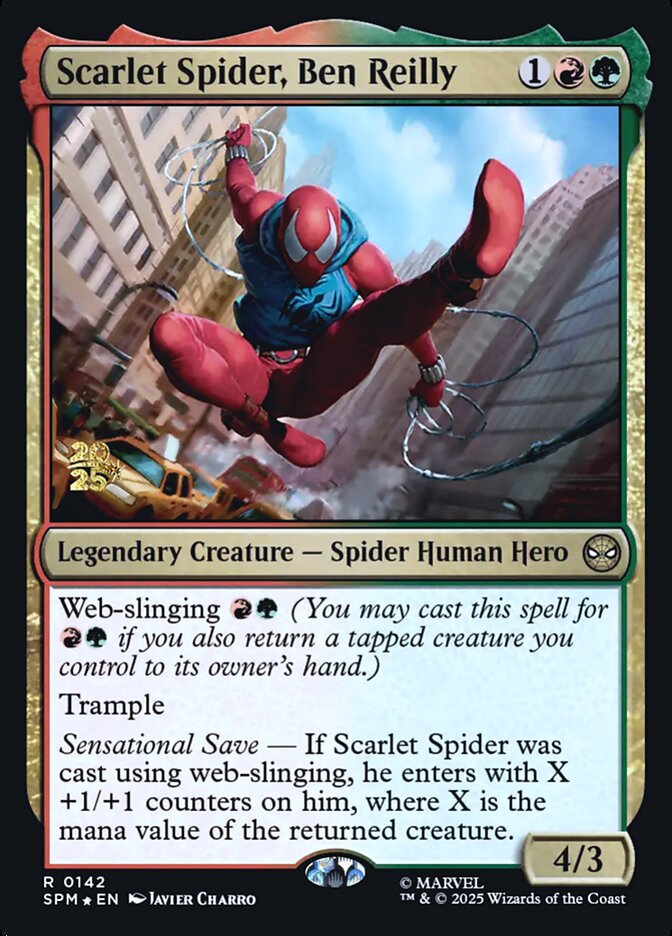 Scarlet Spider, Ben Reilly 1
20
25
Legendary Creature — Spider Human Hero
Web-slinging (You may cast this spell for
if you also return a tapped creature you
control to its owner's hand.)
Trample
Sensational Save — If Scarlet Spider was
cast using web-slinging, he enters with X
+1/+1 counters on him, where X is the
mana value of the returned creature.
4/3
R 0142
SPM★EN Javier Charro
© MARVEL
™ & © 2025 Wizards of the Coast